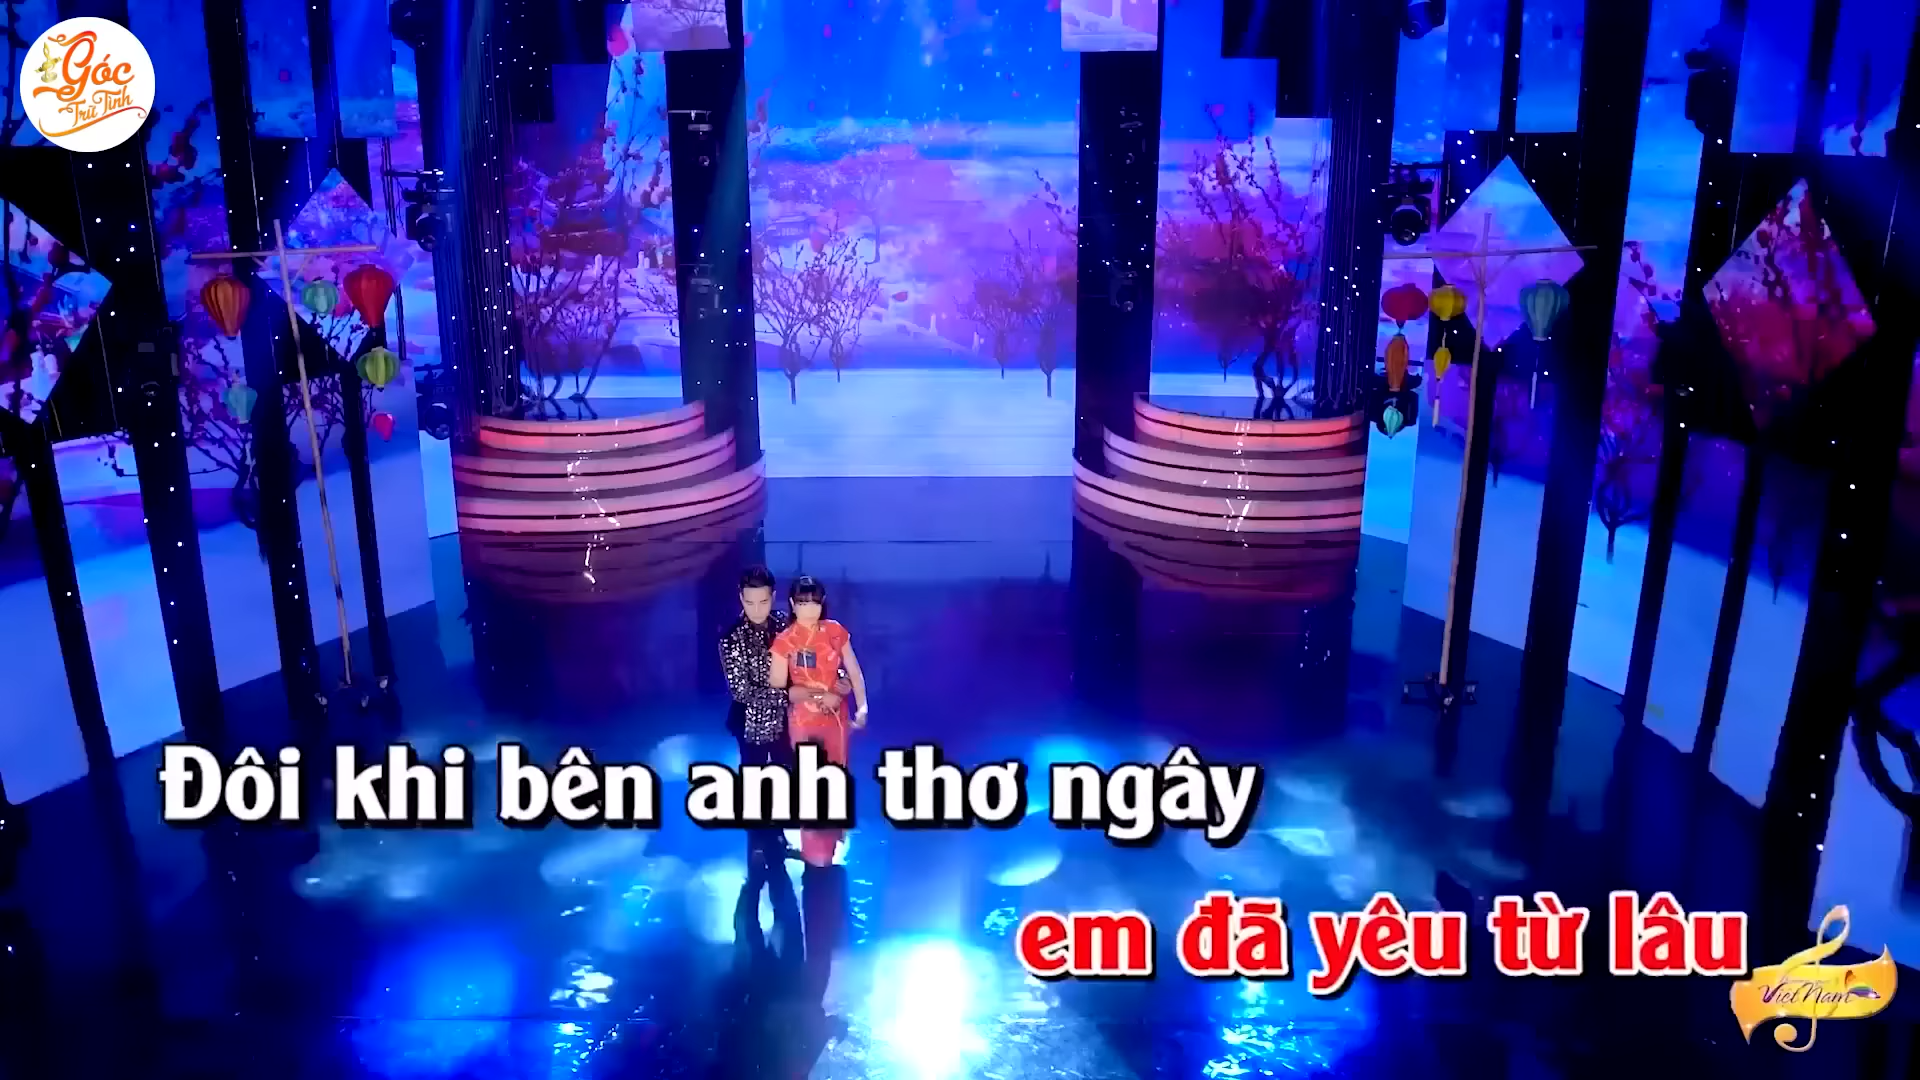 Góc
Trữ Tình
Đôi khi bên anh thơ ngây
em đã yêu từ lâu
Việt Nam